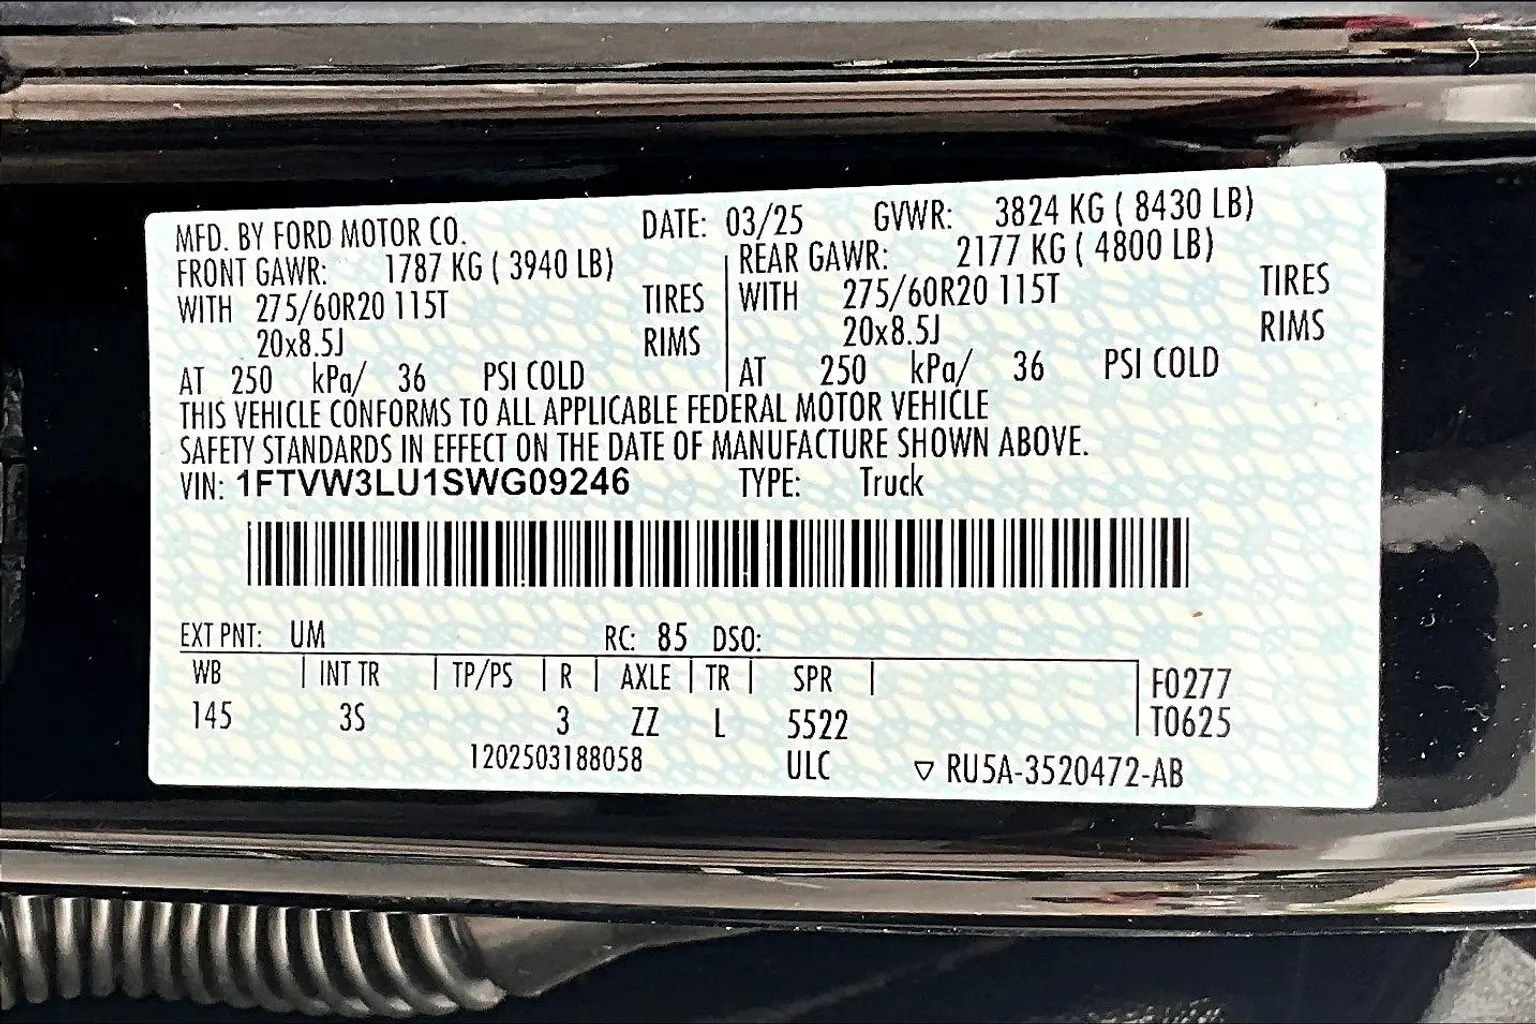 MFD. BY FORD MOTOR CO. DATE: 03/25 GVWR: 3824 KG ( 8430 LB)
FRONT GAWR: 1787 KG ( 3940 LB) REAR GAWR: 2177 KG ( 4800 LB)
WITH 275/60R20 115T TIRES WITH 275/60R20 115T TIRES
20x8.5J RIMS 20x8.5J RIMS
AT 250 kPa/ 36 PSI COLD AT 250 kPa/ 36 PSI COLD
THIS VEHICLE CONFORMS TO ALL APPLICABLE FEDERAL MOTOR VEHICLE
SAFETY STANDARDS IN EFFECT ON THE DATE OF MANUFACTURE SHOWN ABOVE.
VIN: 1FTVW3LU1SWG09246 TYPE: Truck
EXT PNT: UM RC: 85 DSO:
WB INT TR TP/PS R AXLE TR SPR F0277
145 3S 3 ZZ L 5522 T0625
1202503188058 ULC ▽ RU5A-3520472-AB